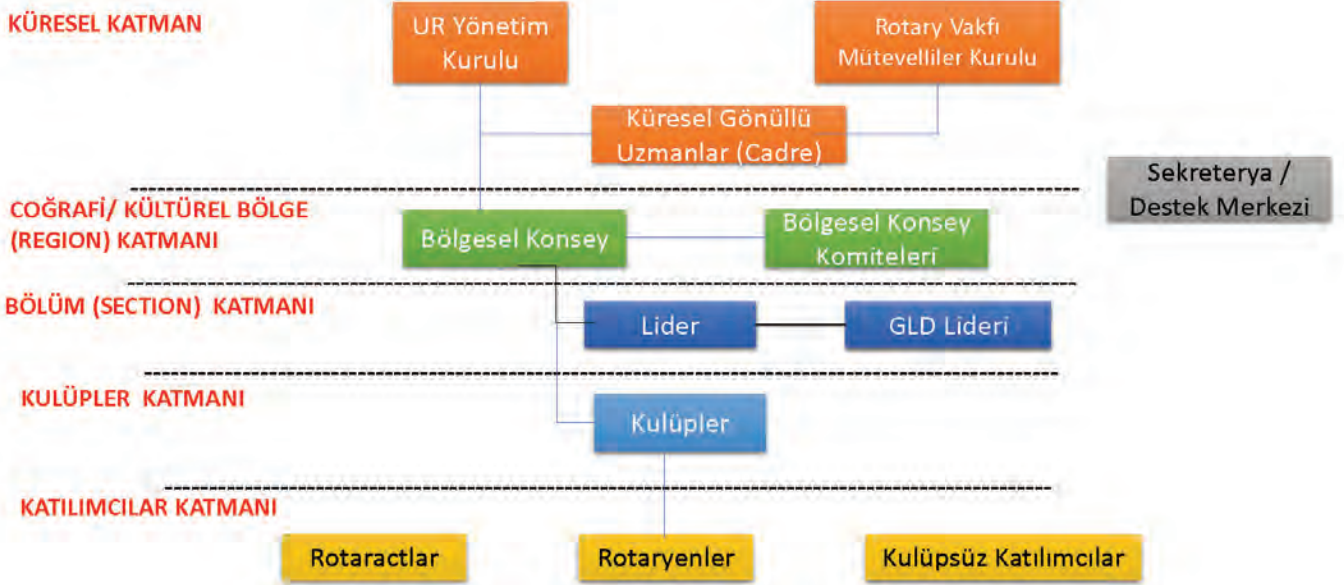 KÜRESEL KATMAN
UR Yönetim
Kurulu
Rotary Vakfı
Mütevelliler Kurulu
Küresel Gönüllü
Uzmanlar (Cadre)
Sekreterya /
Destek Merkezi
COĞRAFİ/ KÜLTÜREL BÖLGE
(REGION) KATMANI
Bölgesel Konsey
Bölgesel Konsey
Komiteleri
BÖLÜM (SECTION) KATMANI
Lider
GLD Lideri
KULÜPLER KATMANI
Kulüpler
KATILIMCILAR KATMANI
Rotaractlar
Rotaryenler
Kulüpsüz Katılımcılar